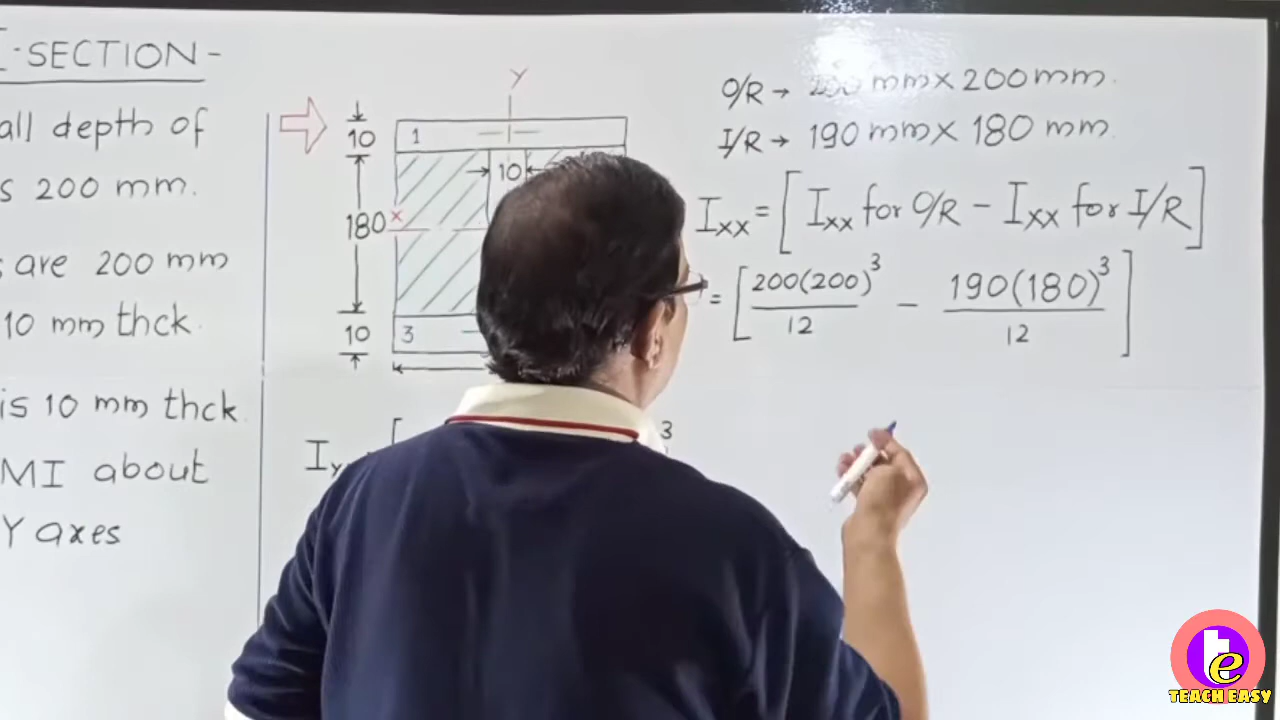 I-SECTION-
all depth of
s 200 mm.
are 200 mm
10 mm thck.
is 10 mm thck.
MI about
Y axes
Y
10
1
10
180
x
10
3
I
3
O/R → 200 mm x 200 mm.
I/R → 190 mm x 180 mm.
Ixx = [Ixx for O/R - Ixx for I/R]
= [200(200)³/12 - 190(180)³/12]
te
TEACH EASY